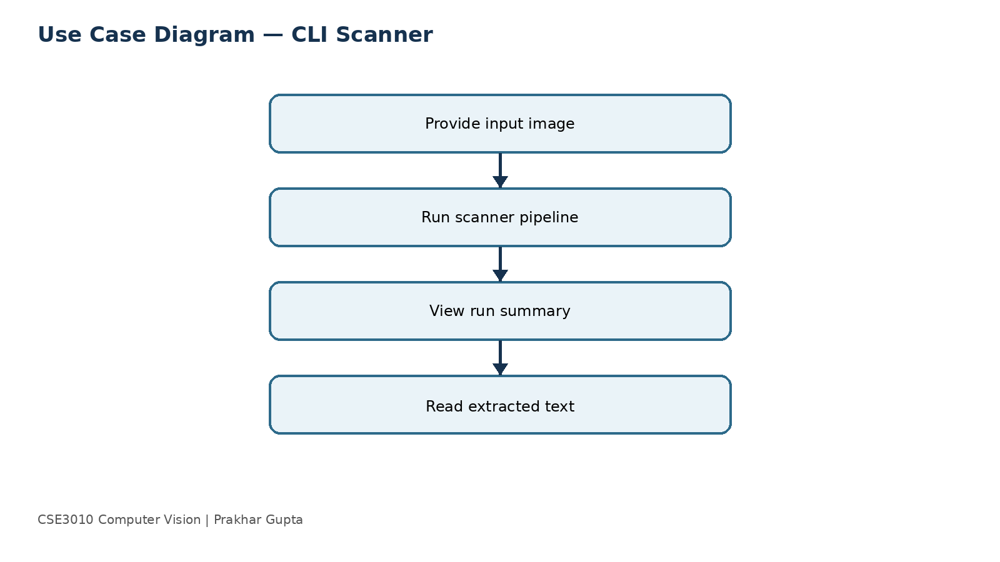 Use Case Diagram — CLI Scanner
Provide input image
Run scanner pipeline
View run summary
Read extracted text
CSE3010 Computer Vision | Prakhar Gupta